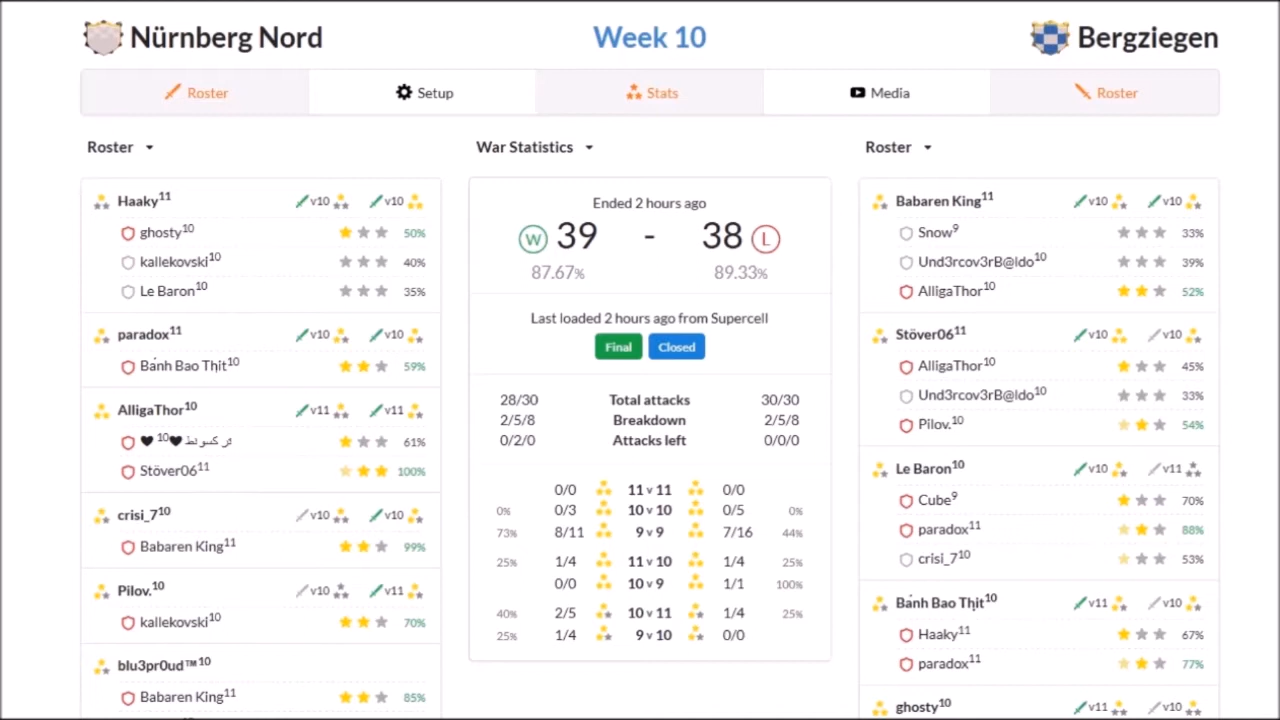 Nürnberg Nord Week 10 Bergziegen
Roster Setup Stats Media Roster
Roster
Haaky11 v10 v10
ghosty10 50%
kallekovski10 40%
Le Baron10 35%
paradox11 v10 v10
Bánh Bao Thịt10 59%
AlligaThor10 v11 v11
♥ 10♥ 61%
Stöver0611 100%
crisi_710 v10 v10
Babaren King11 99%
Pilov.10 v10 v11
kallekovski10 70%
blu3pr0ud™10
Babaren King11 85%
War Statistics
Ended 2 hours ago
W 39 - 38 L
87.67% 89.33%
Last loaded 2 hours ago from Supercell
Final Closed
28/30 Total attacks 30/30
2/5/8 Breakdown 2/5/8
0/2/0 Attacks left 0/0/0
0/0 11 v 11 0/0
0% 0/3 10 v 10 0/5 0%
73% 8/11 9 v 9 7/16 44%
25% 1/4 11 v 10 1/4 25%
0/0 10 v 9 1/1 100%
40% 2/5 10 v 11 1/4 25%
25% 1/4 9 v 10 0/0
Roster
Babaren King11 v10 v10
Snow9 33%
Und3rcov3rB@ldo10 39%
AlligaThor10 52%
Stöver0611 v10 v10
AlligaThor10 45%
Und3rcov3rB@ldo10 33%
Pilov.10 54%
Le Baron10 v10 v11
Cube9 70%
paradox11 88%
crisi_710 53%
Bánh Bao Thịt10 v11 v10
Haaky11 67%
paradox11 77%
ghosty10 v11 v10